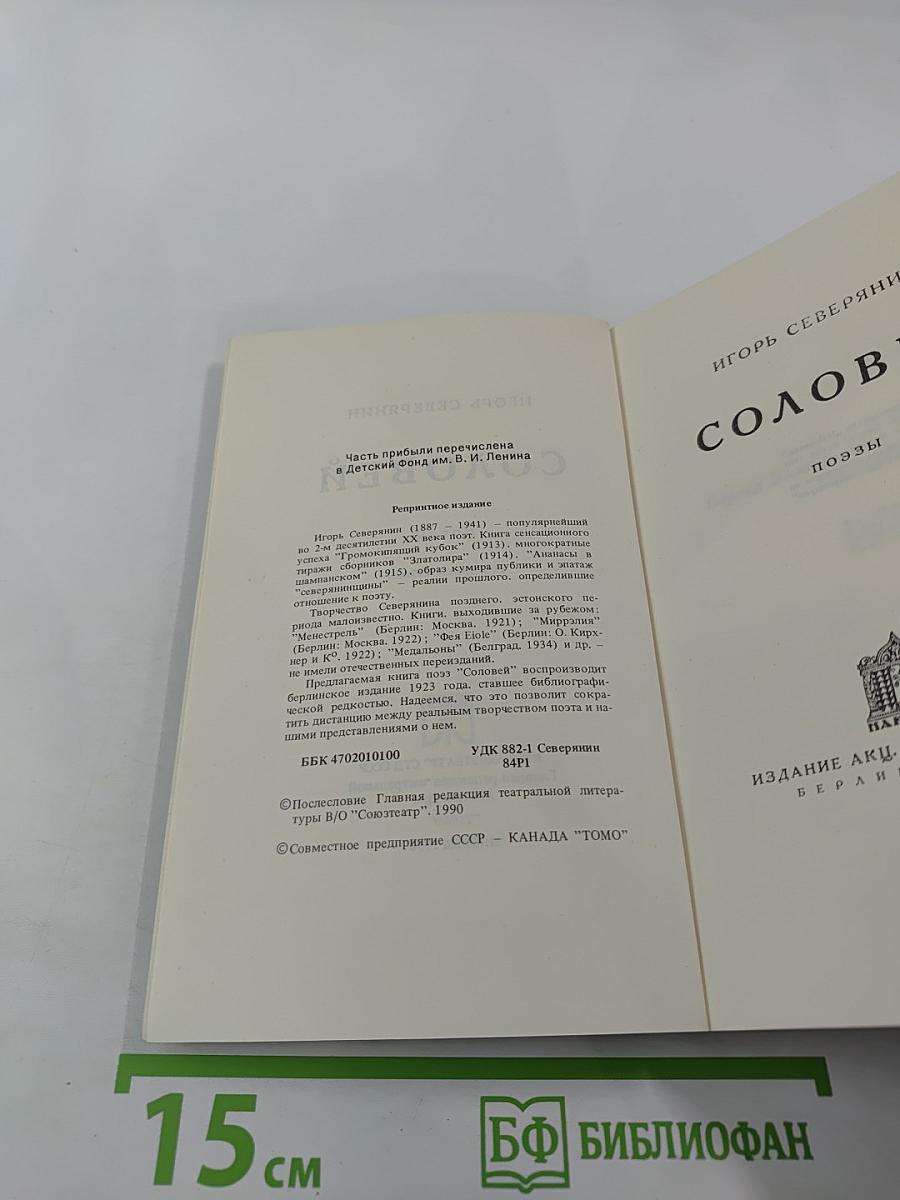 Часть прибыли перечислена
в Детский Фонд им. В. И. Ленина
Репринтное издание
Игорь Северянин (1887 – 1941) – популярнейший
во 2-м десятилетии XX века поэт. Книга сенсационного
успеха "Громокипящий кубок" (1913), многократные
тиражи сборников "Златолира" (1914), "Ананасы в
шампанском" (1915), образ кумира публики и эпатаж
"северянинщины" – реалии прошлого, определившие
отношение к поэту.
Творчество Северянина позднего, эстонского пе-
риода малоизвестно. Книги, выходившие за рубежом:
"Менестрель" (Берлин: Москва, 1921); "Миррэлия"
(Берлин: Москва, 1922); "Фея Eiole" (Берлин: О. Кирх-
нер и К°, 1922); "Медальоны" (Белград, 1934) и др. –
не имели отечественных переизданий.
Предлагаемая книга поэз "Соловей" воспроизводит
берлинское издание 1923 года, ставшее библиографи-
ческой редкостью. Надеемся, что это позволит сокра-
тить дистанцию между реальным творчеством поэта и на-
шими представлениями о нем.
ББК 4702010100
УДК 882-1 Северянин
84Р1
©Послесловие Главная редакция театральной литера-
туры В/О "Союзтеатр", 1990
©Совместное предприятие СССР – КАНАДА "ТОМО"
ИГОРЬ СЕВЕРЯНИ
СОЛОВ
ПОЭЗЫ
НАК
ИЗДАНИЕ АКЦ.
БЕРЛИ
15 см
БФ БИБЛИОФАН